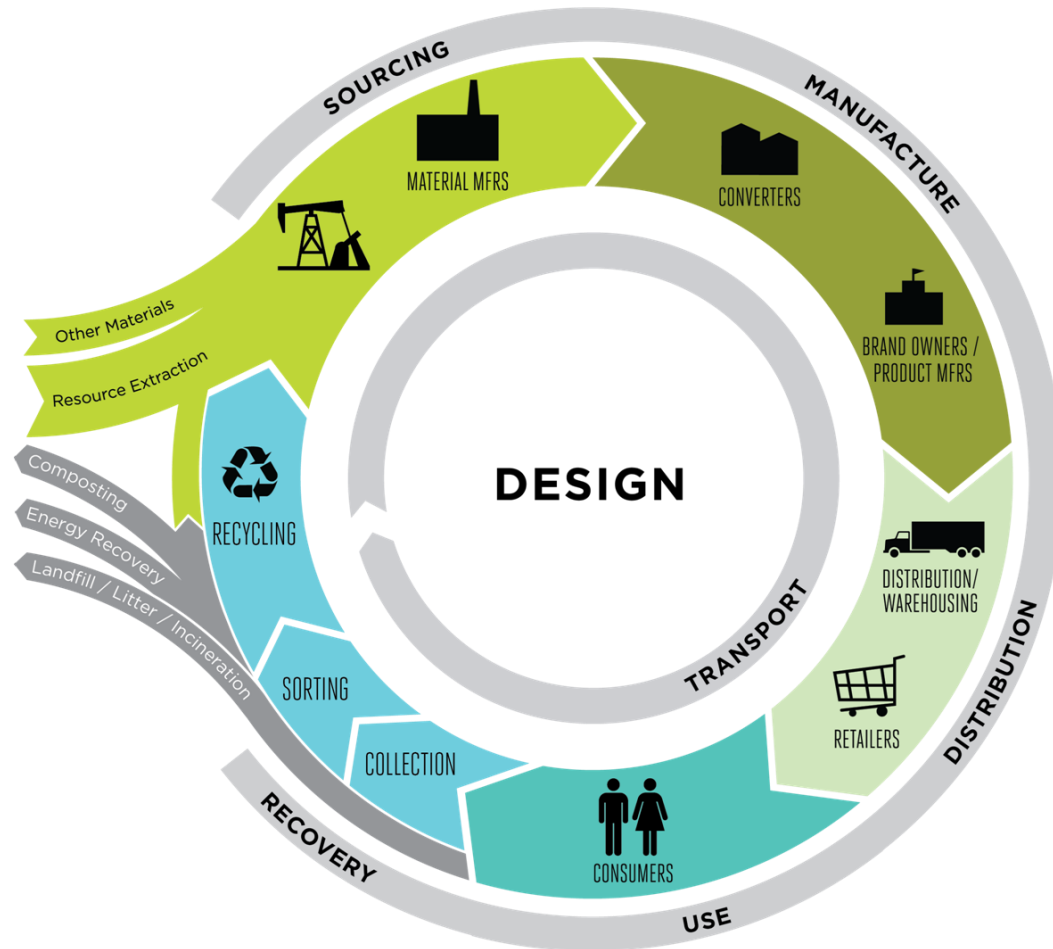 SOURCING
MANUFACTURE
MATERIAL MFRS
CONVERTERS
BRAND OWNERS /
PRODUCT MFRS
Other Materials
Resource Extraction
Composting
Energy Recovery
Landfill / Litter / Incineration
RECYCLING
DESIGN
DISTRIBUTION/
WAREHOUSING
TRANSPORT
DISTRIBUTION
SORTING
RETAILERS
COLLECTION
RECOVERY
CONSUMERS
USE